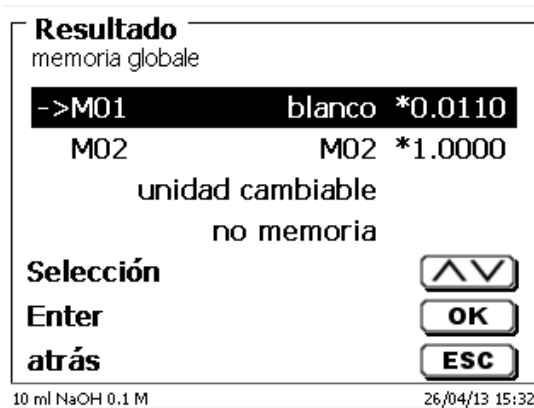 Resultado
memoria globale
->M01 blanco *0.0110
M02 M02 *1.0000
unidad cambiable
no memoria
Selección
Enter OK
atrás ESC
10 ml NaOH 0.1 M 26/04/13 15:32